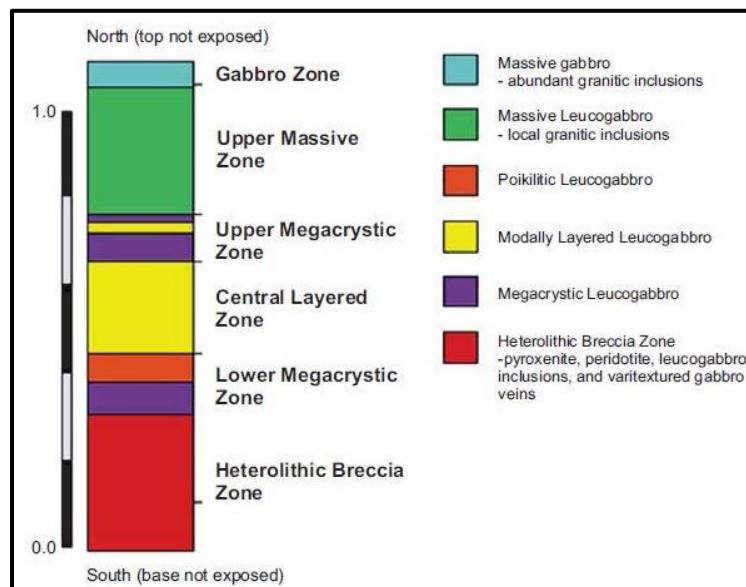 North (top not exposed)
Gabbro Zone
1.0
Upper Massive
Zone
Upper Megacrystic
Zone
Central Layered
Zone
Lower Megacrystic
Zone
Heterolithic Breccia
Zone
0.0
South (base not exposed)
Massive gabbro
- abundant granitic inclusions
Massive Leucogabbro
- local granitic inclusions
Poikilitic Leucogabbro
Modally Layered Leucogabbro
Megacrystic Leucogabbro
Heterolithic Breccia Zone
-pyroxenite, peridotite, leucogabbro
inclusions, and varitextured gabbro
veins